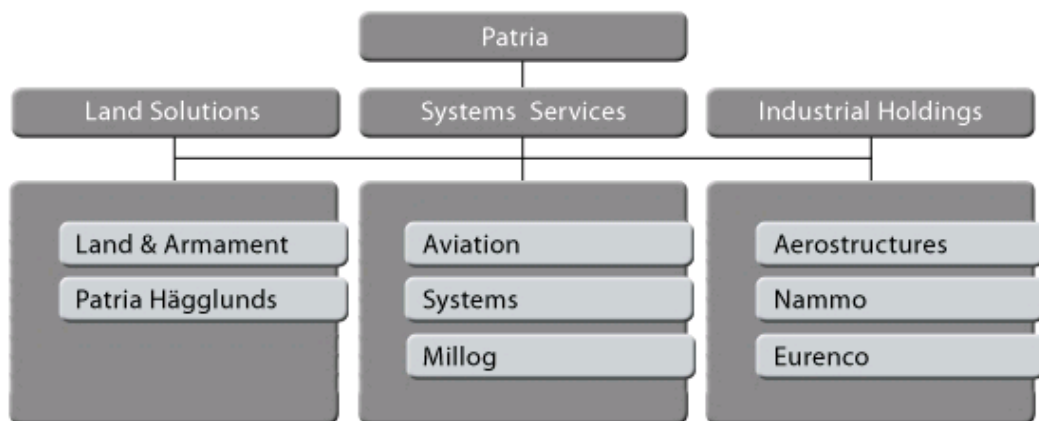 Patria
Land Solutions
Systems Services
Industrial Holdings
Land & Armament
Patria Hägglunds
Aviation
Systems
Millog
Aerostructures
Nammo
Eurenco